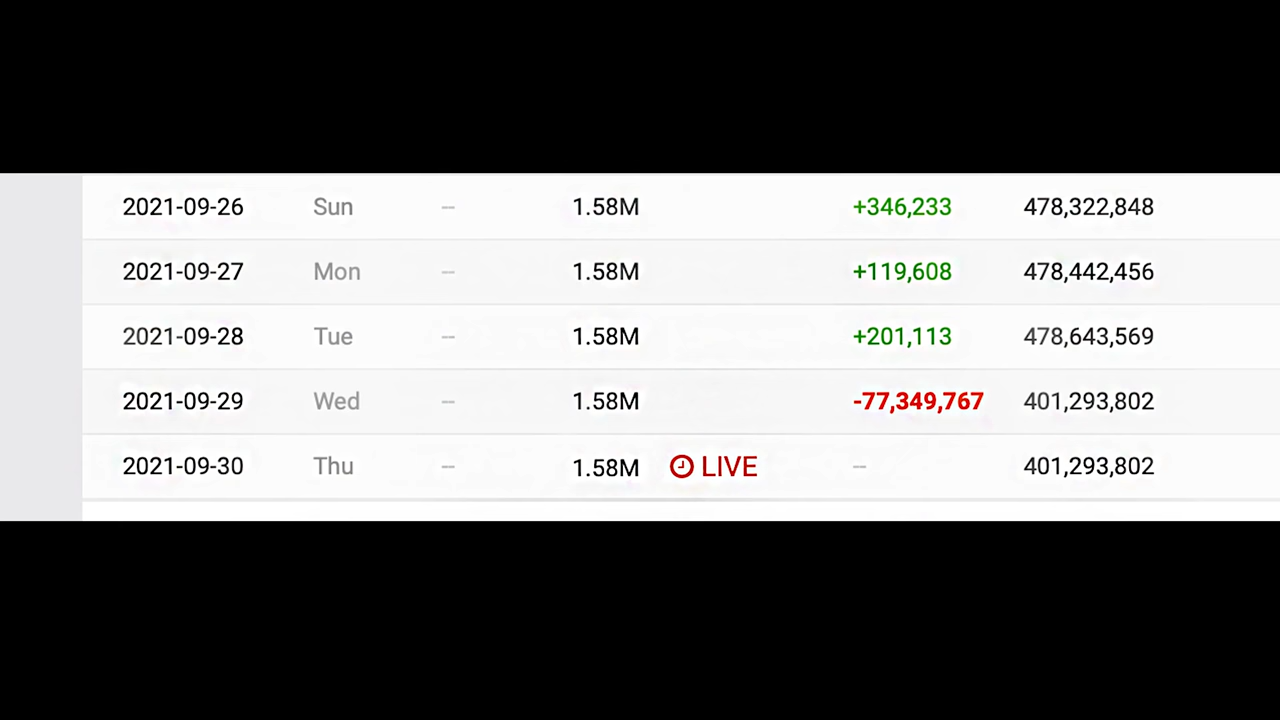 2021-09-26 Sun -- 1.58M +346,233 478,322,848
2021-09-27 Mon -- 1.58M +119,608 478,442,456
2021-09-28 Tue -- 1.58M +201,113 478,643,569
2021-09-29 Wed -- 1.58M -77,349,767 401,293,802
2021-09-30 Thu -- 1.58M LIVE -- 401,293,802